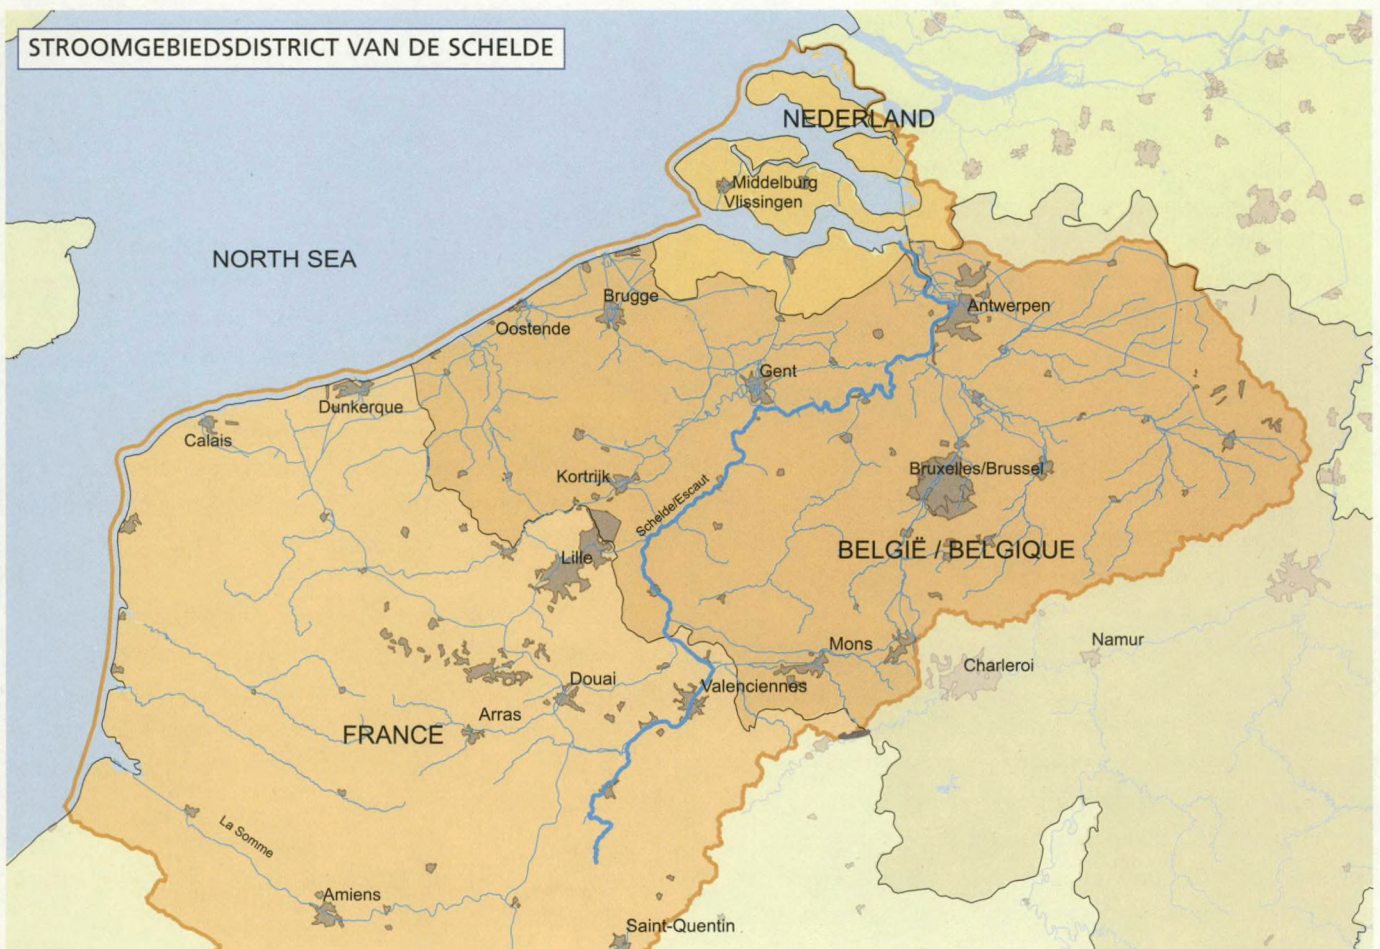 STROOMGEBIEDSDISTRICT VAN DE SCHELDE
NEDERLAND
Middelburg
Vlissingen
NORTH SEA
Brugge
Antwerpen
Oostende
Gent
Dunkerque
Calais
Kortrijk
Bruxelles/Brussel
Schelde/Escaut
Lille
BELGIË / BELGIQUE
Mons
Namur
Charleroi
Douai
Valenciennes
Arras
FRANCE
La Somme
Amiens
Saint-Quentin